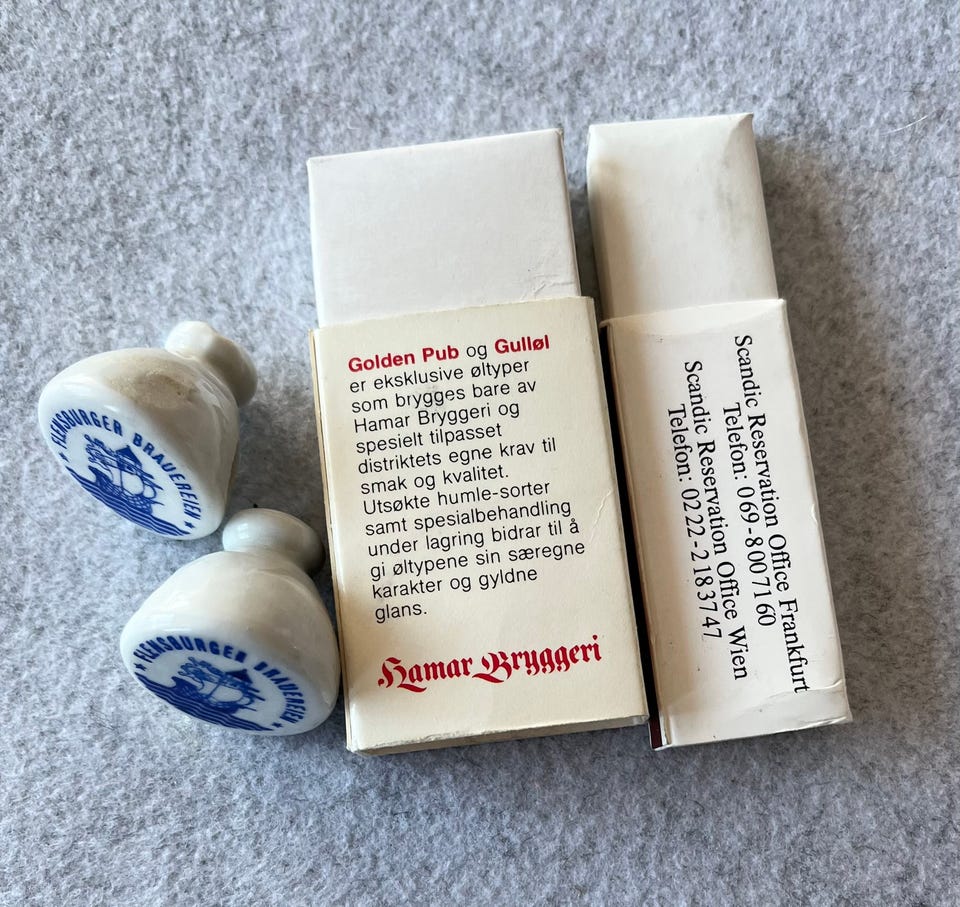 ★ FLENSBURGER BRAUEREIEN ★
★ FLENSBURGER BRAUEREIEN ★
Golden Pub og Gulløl
er eksklusive øltyper
som brygges bare av
Hamar Bryggeri og
spesielt tilpasset
distriktets egne krav til
smak og kvalitet.
Utsøkte humle-sorter
samt spesialbehandling
under lagring bidrar til å
gi øltypene sin særegne
karakter og gyldne
glans.
Hamar Bryggeri
Scandic Reservation Office Frankfurt
Telefon: 069-8007160
Scandic Reservation Office Wien
Telefon: 0222-2183747